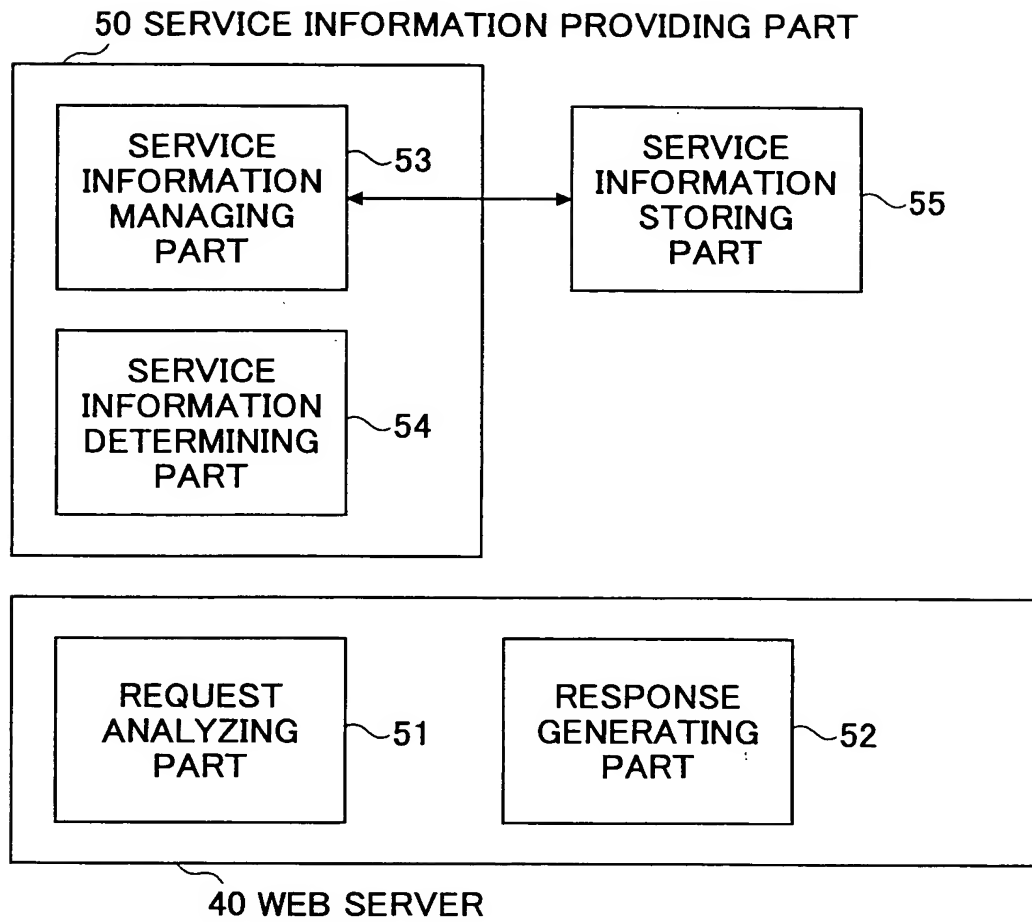 50 SERVICE INFORMATION PROVIDING PART
SERVICE
INFORMATION
MANAGING
PART
53
SERVICE
INFORMATION
STORING
PART
55
SERVICE
INFORMATION
DETERMINING
PART
54
REQUEST
ANALYZING
PART
51
RESPONSE
GENERATING
PART
52
40 WEB SERVER